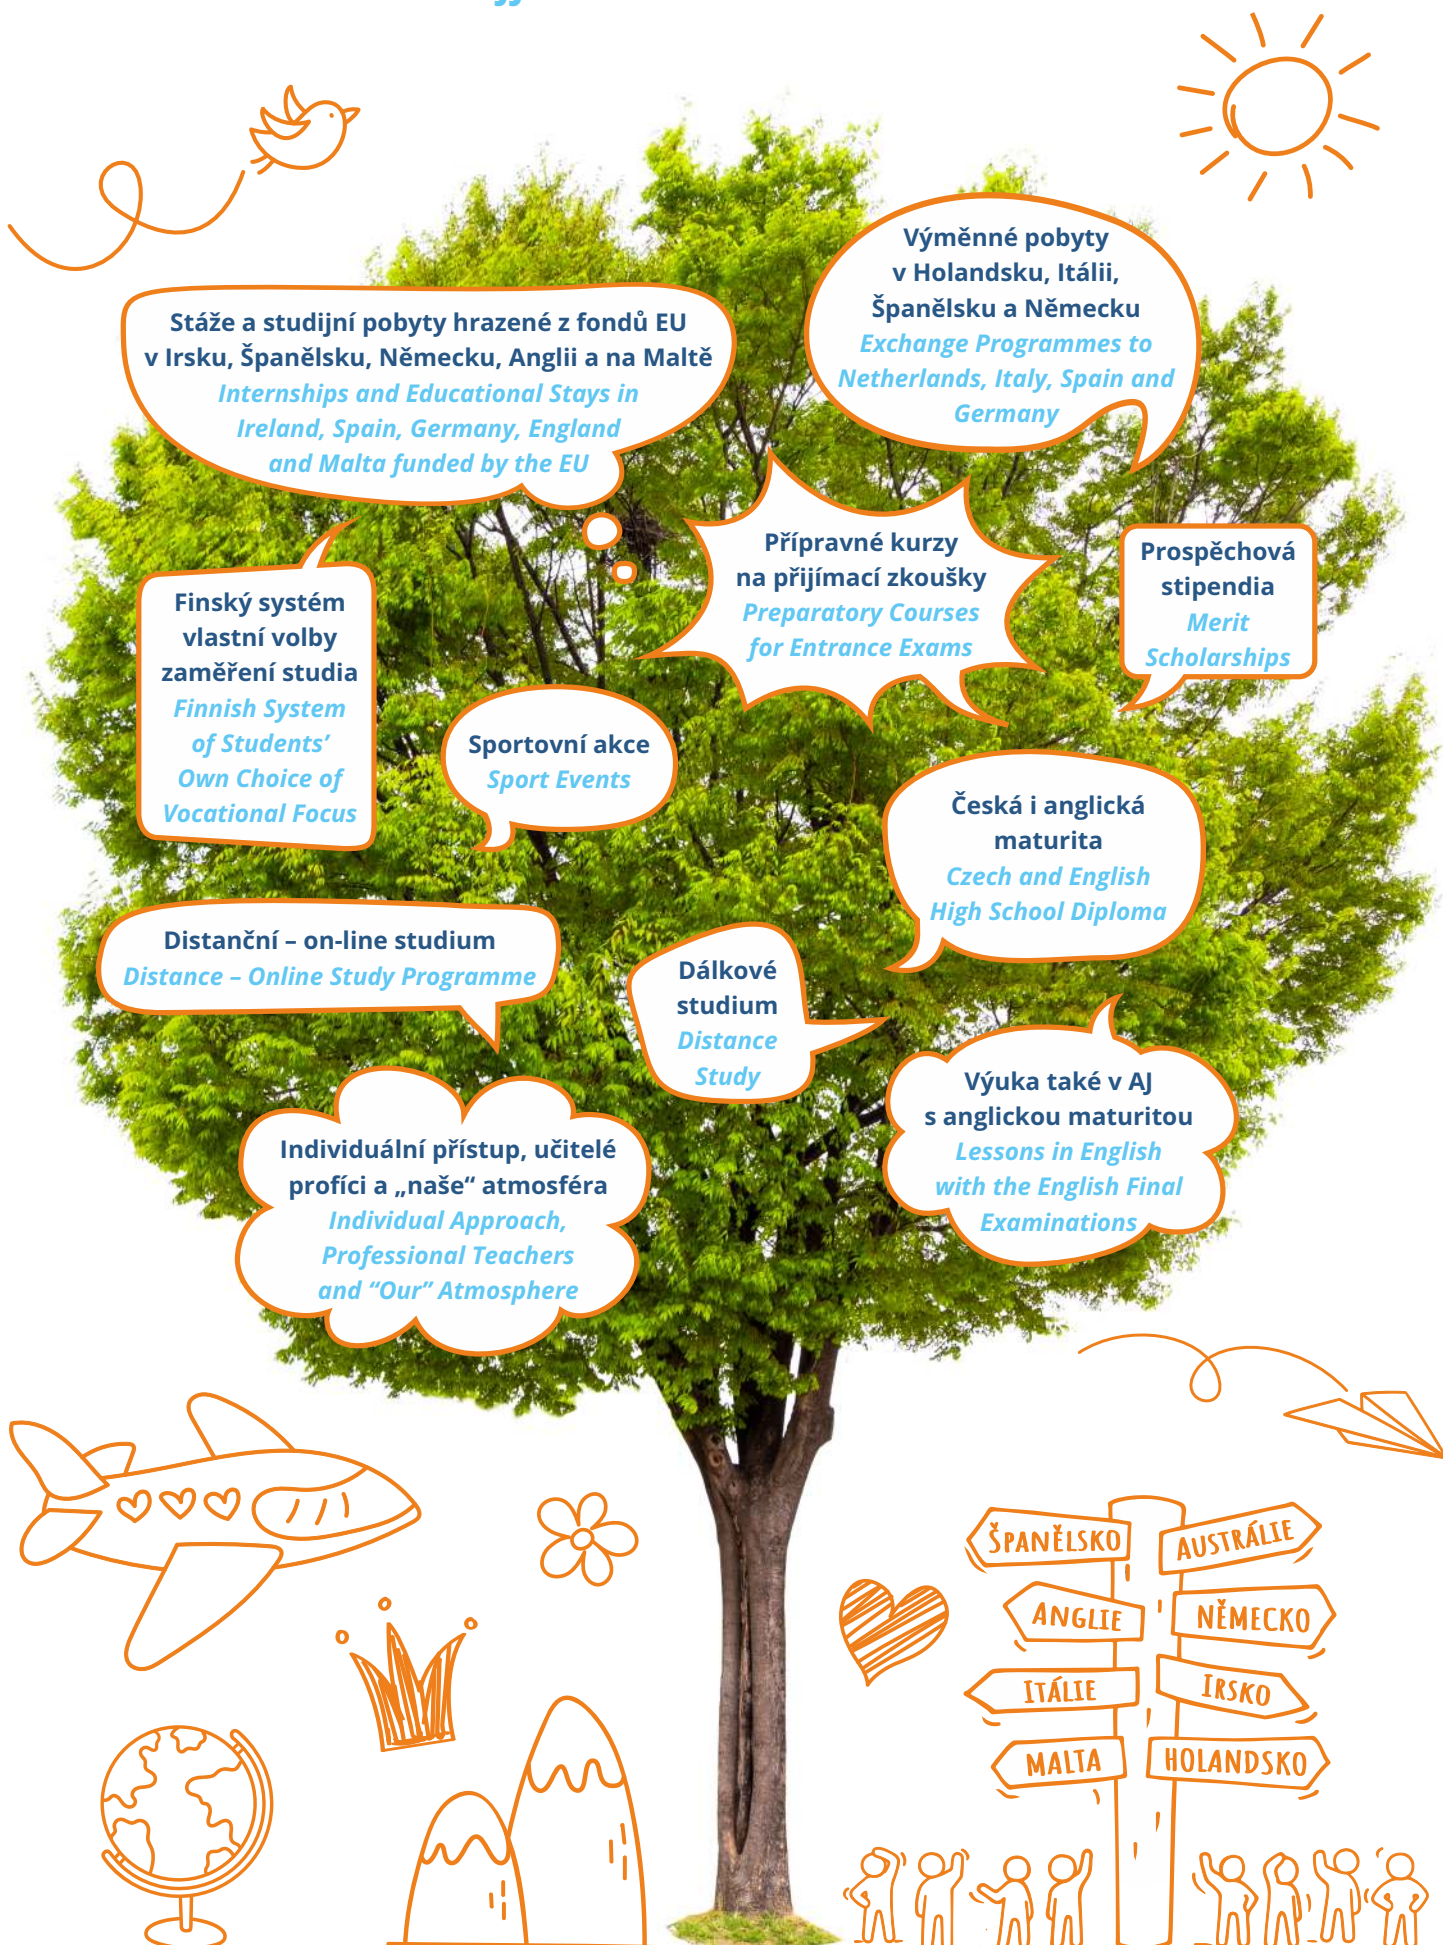 Výměnné pobyty
v Holandsku, Itálii,
Španělsku a Německu
Exchange Programmes to
Netherlands, Italy, Spain and
Germany
Stáže a studijní pobyty hrazené z fondů EU
v Irsku, Španělsku, Německu, Anglii a na Maltě
Internships and Educational Stays in
Ireland, Spain, Germany, England
and Malta funded by the EU
Přípravné kurzy
na přijímací zkoušky
Preparatory Courses
for Entrance Exams
Prospěchová
stipendia
Merit
Scholarships
Finský systém
vlastní volby
zaměření studia
Finnish System
of Students’
Own Choice of
Vocational Focus
Sportovní akce
Sport Events
Česká i anglická
maturita
Czech and English
High School Diploma
Distanční – on-line studium
Distance – Online Study Programme
Dálkové
studium
Distance
Study
Výuka také v AJ
s anglickou maturitou
Lessons in English
with the English Final
Examinations
Individuální přístup, učitelé
profíci a „naše“ atmosféra
Individual Approach,
Professional Teachers
and “Our” Atmosphere
ŠPANĚLSKO
AUSTRÁLIE
ANGLIE
NĚMECKO
ITÁLIE
IRSKO
MALTA
HOLANDSKO